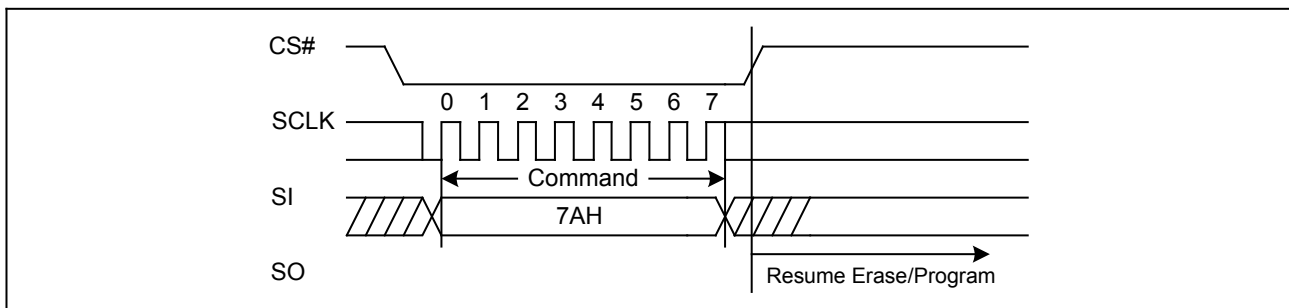 CS#
0 1 2 3 4 5 6 7
SCLK
Command
SI
7AH
SO
Resume Erase/Program